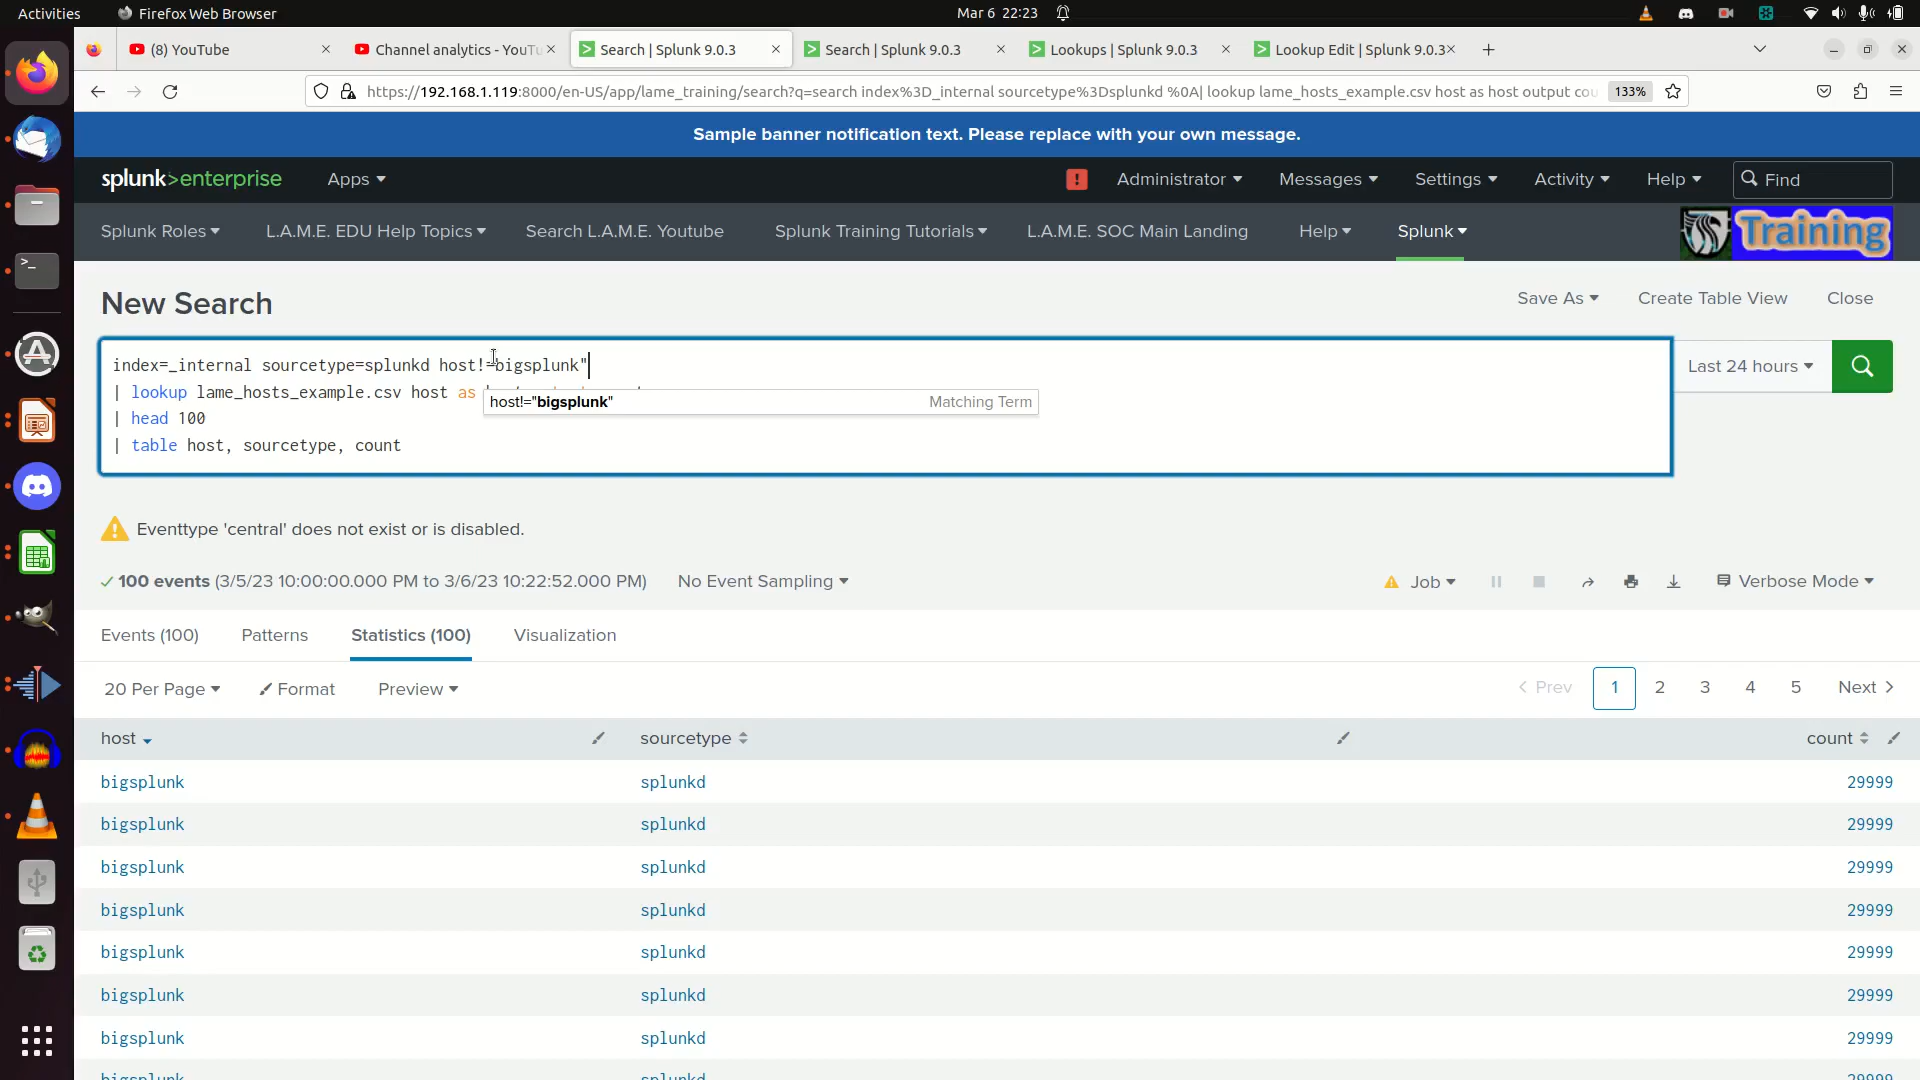 Activities Firefox Web Browser Mar 6 22:23
(8) YouTube Channel analytics - YouTu Search | Splunk 9.0.3 Search | Splunk 9.0.3 Lookups | Splunk 9.0.3 Lookup Edit | Splunk 9.0.3
https://192.168.1.119:8000/en-US/app/lame_training/search?q=search index%3D_internal sourcetype%3Dsplunkd %0A| lookup lame_hosts_example.csv host as host output cou 133%
Sample banner notification text. Please replace with your own message.
splunk>enterprise Apps Administrator Messages Settings Activity Help Find
Splunk Roles L.A.M.E. EDU Help Topics Search L.A.M.E. Youtube Splunk Training Tutorials L.A.M.E. SOC Main Landing Help Splunk Training
New Search Save As Create Table View Close
index=_internal sourcetype=splunkd host!="bigsplunk" Last 24 hours
| lookup lame_hosts_example.csv host as
host!="bigsplunk" Matching Term
| head 100
| table host, sourcetype, count
Eventtype 'central' does not exist or is disabled.
100 events (3/5/23 10:00:00.000 PM to 3/6/23 10:22:52.000 PM) No Event Sampling Job Verbose Mode
Events (100) Patterns Statistics (100) Visualization
20 Per Page Format Preview < Prev 1 2 3 4 5 Next >
host sourcetype count
bigsplunk splunkd 29999
bigsplunk splunkd 29999
bigsplunk splunkd 29999
bigsplunk splunkd 29999
bigsplunk splunkd 29999
bigsplunk splunkd 29999
bigsplunk splunkd 29999
bigsplunk splunkd 29999